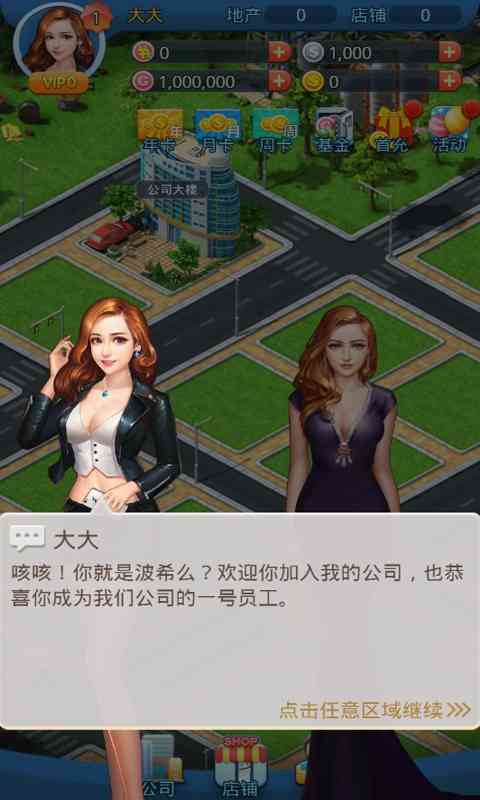 1 大大 地产 0 店铺 0
VIP0
0 S 1,000
G 1,000,000 0
年 月 周
年卡 月卡 周卡 基金 首充 活动
公司大楼
大大
咳咳！你就是波希么？欢迎你加入我的公司，也恭
喜你成为我们公司的一号员工。
点击任意区域继续
SHOP
公司 店铺